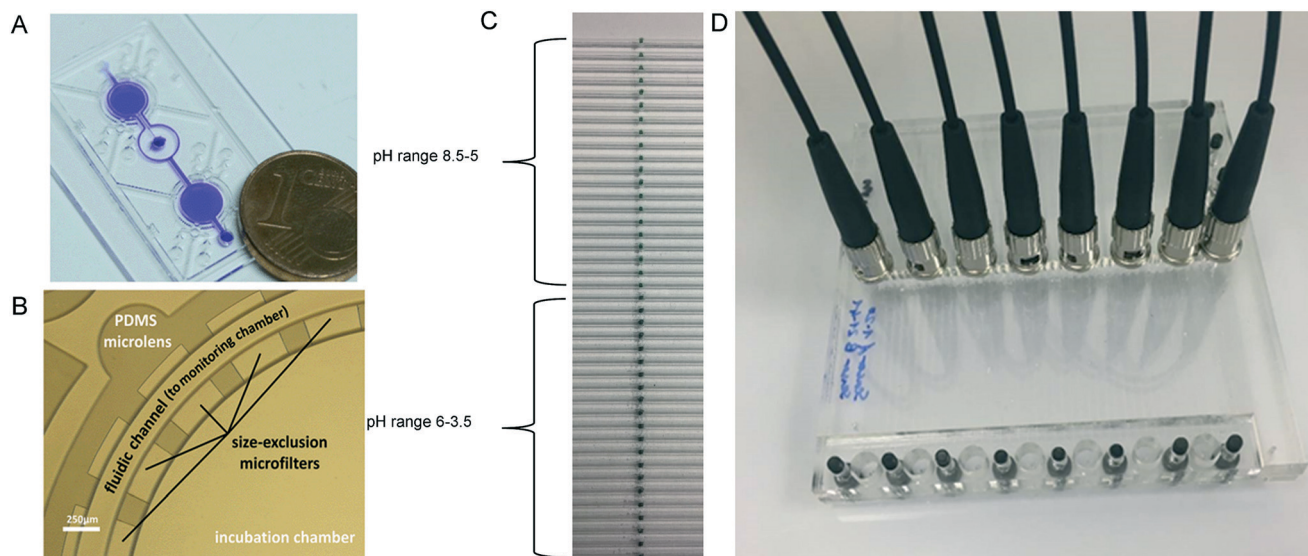 A
B
PDMS
microlens
fluidic channel (to monitoring chamber)
size-exclusion
microfilters
250µm
incubation chamber
C
pH range 8.5-5
pH range 6-3.5
D
1